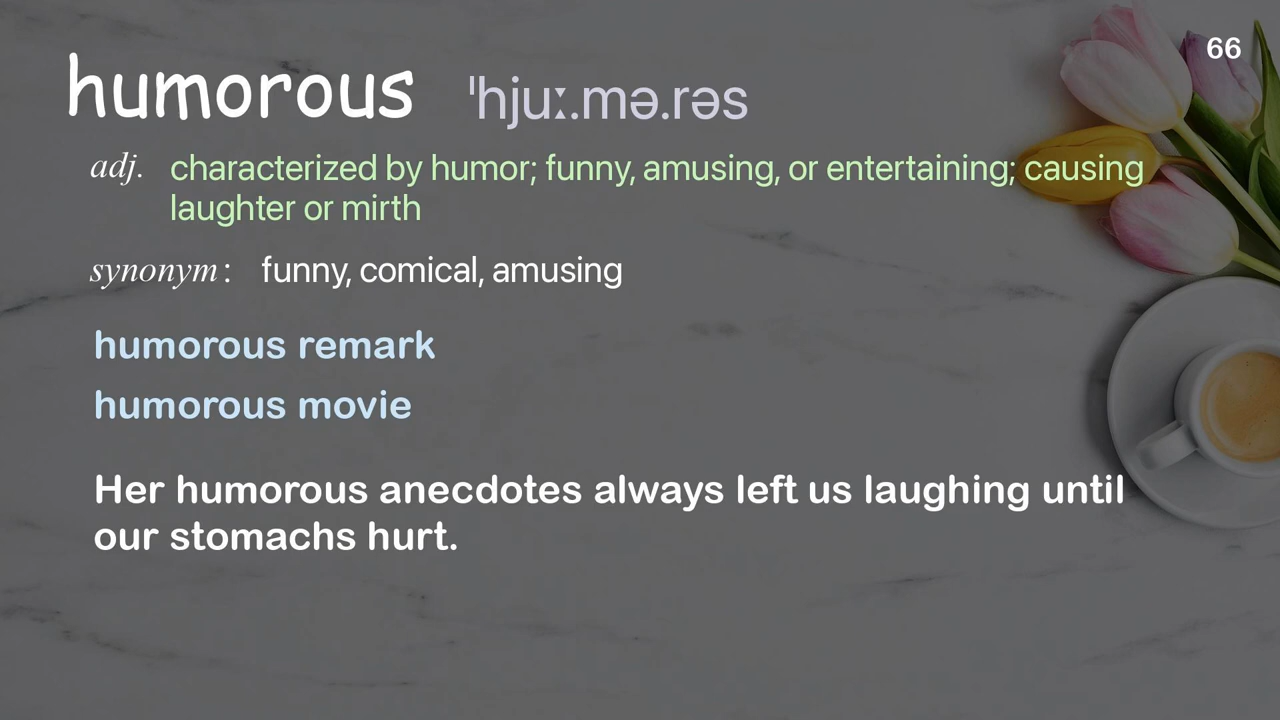 66
humorous ˈhjuː.mə.rəs
adj. characterized by humor; funny, amusing, or entertaining; causing
laughter or mirth
synonym: funny, comical, amusing
humorous remark
humorous movie
Her humorous anecdotes always left us laughing until
our stomachs hurt.